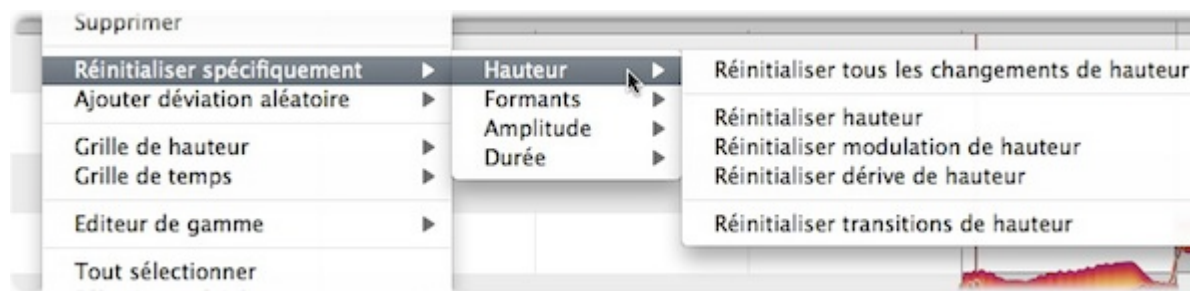 Supprimer
Réinitialiser spécifiquement
Ajouter déviation aléatoire
Grille de hauteur
Grille de temps
Editeur de gamme
Tout sélectionner
Hauteur
Formants
Amplitude
Durée
Réinitialiser tous les changements de hauteur
Réinitialiser hauteur
Réinitialiser modulation de hauteur
Réinitialiser dérive de hauteur
Réinitialiser transitions de hauteur